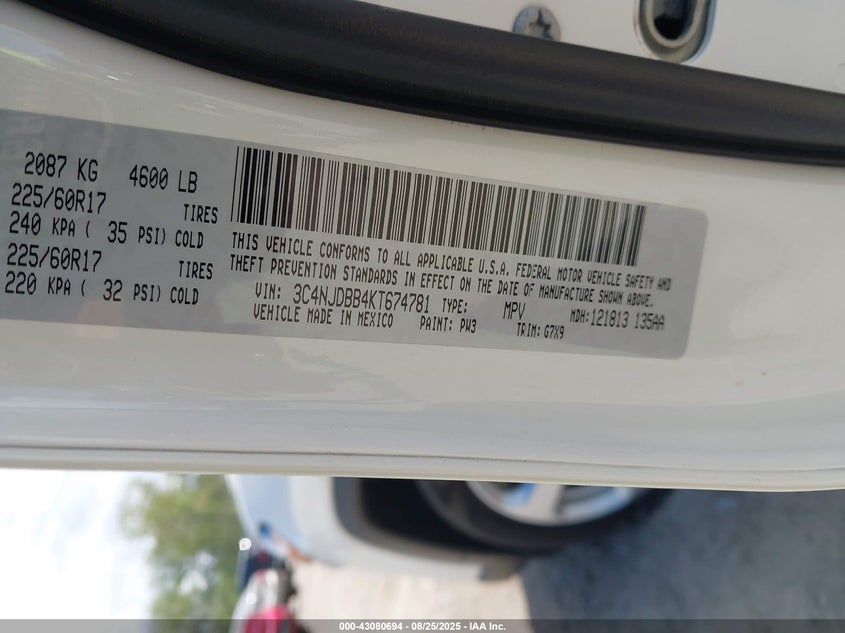 2087 KG 4600 LB
225/60R17 TIRES
240 KPA ( 35 PSI) COLD
225/60R17 TIRES
220 KPA ( 32 PSI) COLD
THIS VEHICLE CONFORMS TO ALL APPLICABLE U.S.A. FEDERAL MOTOR VEHICLE SAFETY AND
THEFT PREVENTION STANDARDS IN EFFECT ON THE DATE OF MANUFACTURE SHOWN ABOVE.
VIN: 3C4NJDBB4KT674781 TYPE: MPV MDH:121813 135AA
VEHICLE MADE IN MEXICO PAINT: PW3 TRIM: G7X9
000-43080694 - 08/25/2025 - IAA Inc.